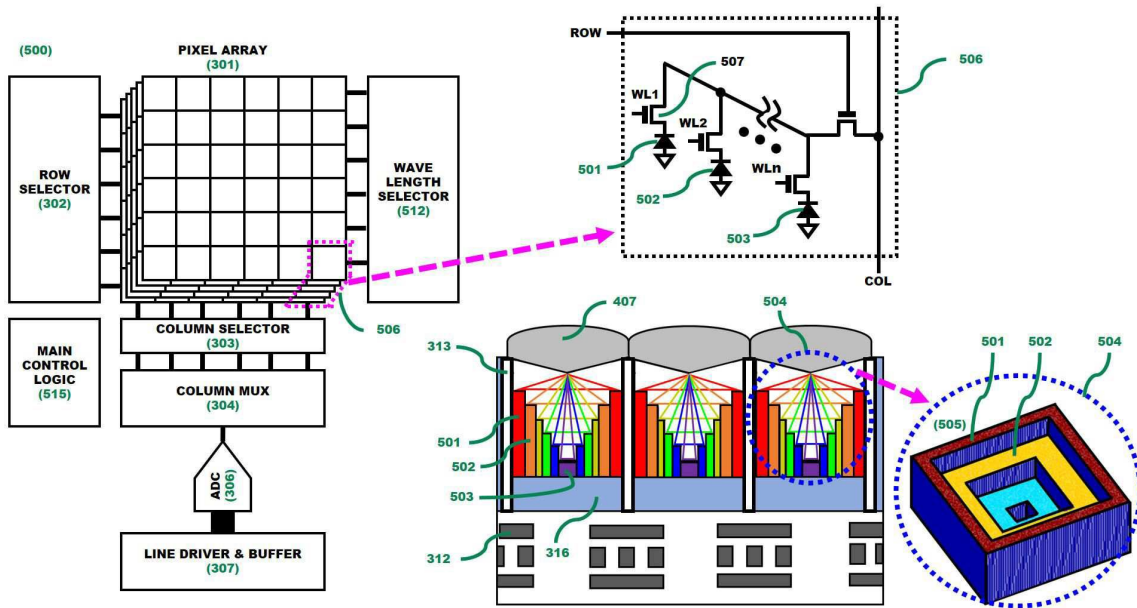 (500)
PIXEL ARRAY
(301)
ROW
SELECTOR
(302)
WAVE
LENGTH
SELECTOR
(512)
506
COLUMN SELECTOR
(303)
MAIN
CONTROL
LOGIC
(515)
COLUMN MUX
(304)
ADC
(306)
LINE DRIVER & BUFFER
(307)
ROW
507
506
WL1
WL2
WLn
501
502
503
COL
407
504
313
501
502
503
316
312
501
502
504
(505)